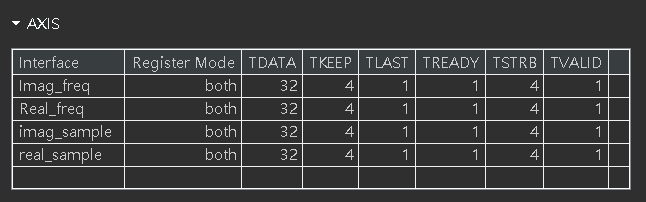 AXIS
Interface Register Mode TDATA TKEEP TLAST TREADY TSTRB TVALID
Imag_freq both 32 4 1 1 4 1
Real_freq both 32 4 1 1 4 1
imag_sample both 32 4 1 1 4 1
real_sample both 32 4 1 1 4 1